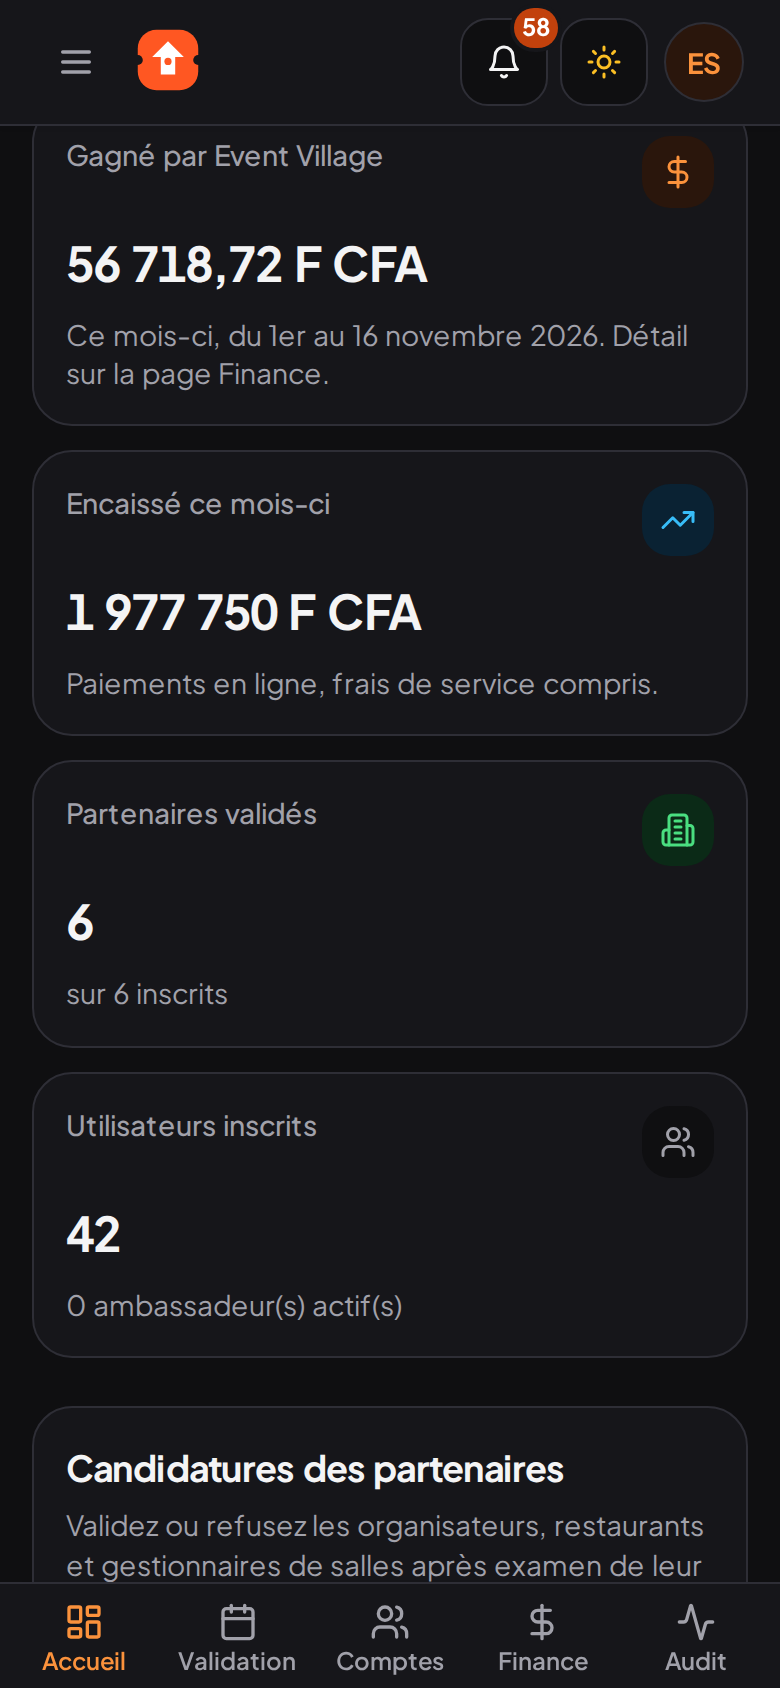 58
ES
Gagné par Event Village
56 718,72 F CFA
Ce mois-ci, du 1er au 16 novembre 2026. Détail
sur la page Finance.
Encaissé ce mois-ci
1 977 750 F CFA
Paiements en ligne, frais de service compris.
Partenaires validés
6
sur 6 inscrits
Utilisateurs inscrits
42
0 ambassadeur(s) actif(s)
Candidatures des partenaires
Validez ou refusez les organisateurs, restaurants
et gestionnaires de salles après examen de leur
Accueil
Validation
Comptes
Finance
Audit